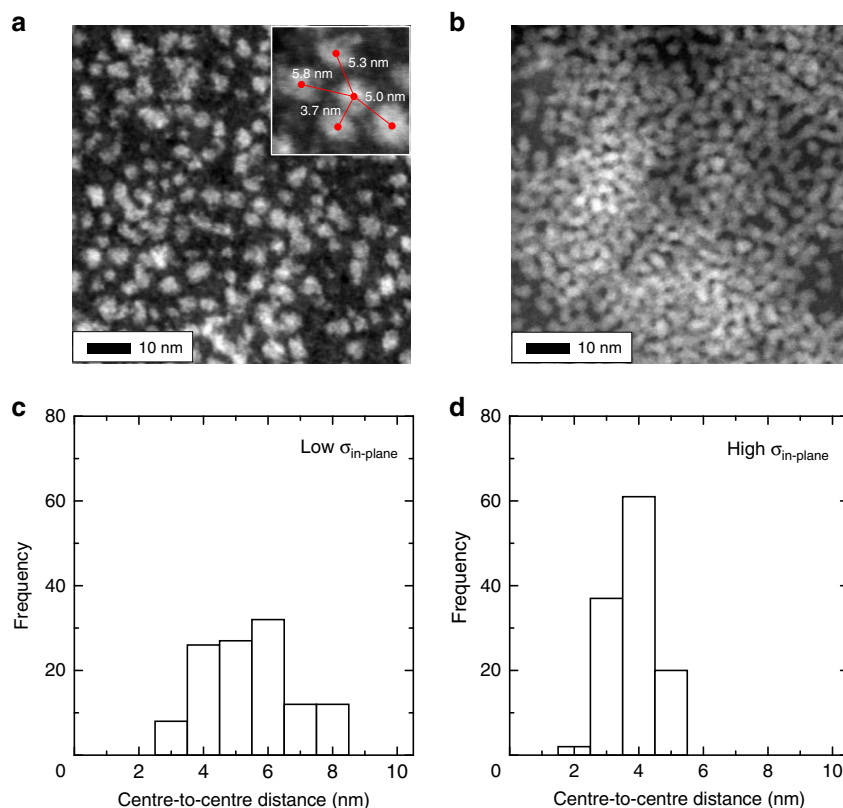 a
5.3 nm
5.8 nm
5.0 nm
3.7 nm
10 nm
b
10 nm
c
80
60
40
20
0
2
4
6
8
10
Frequency
Centre-to-centre distance (nm)
Low σin-plane
d
80
60
40
20
0
2
4
6
8
10
Frequency
Centre-to-centre distance (nm)
High σin-plane